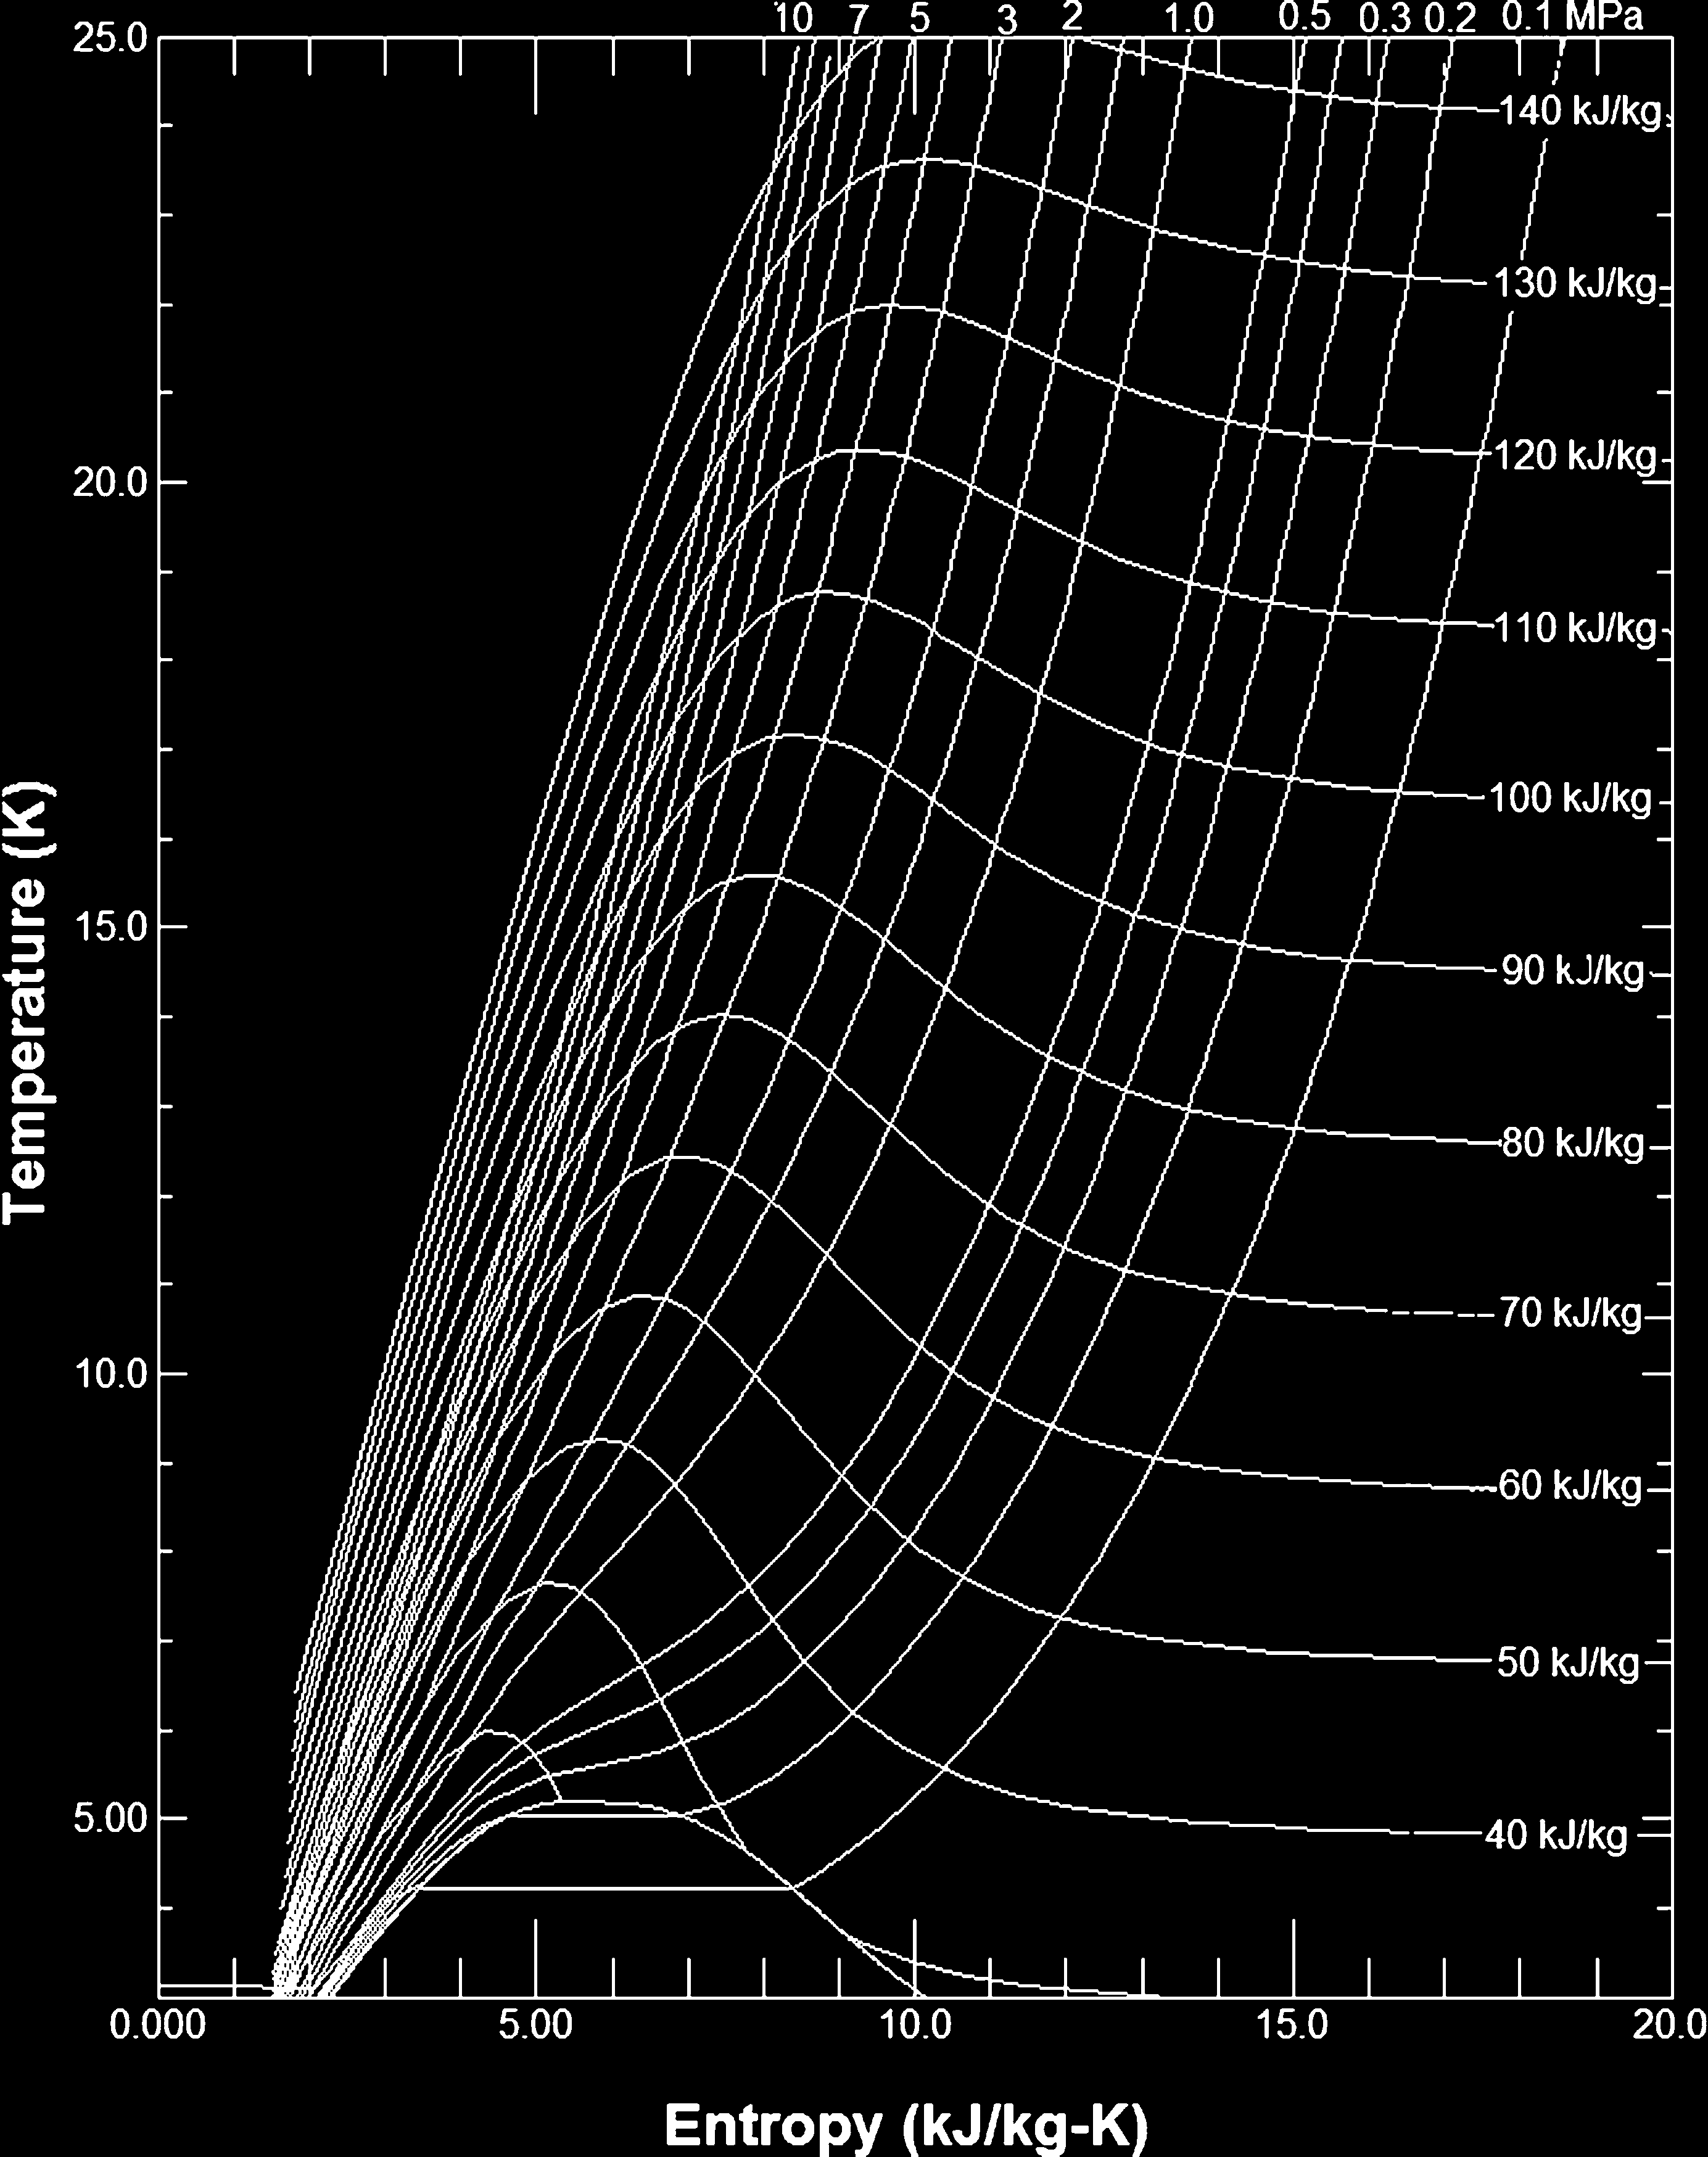 10 7 5 3 2 1.0 0.5 0.3 0.2 0.1 MPa
25.0
140 kJ/kg
130 kJ/kg
120 kJ/kg
20.0
110 kJ/kg
100 kJ/kg
Temperature (K)
15.0
90 kJ/kg
80 kJ/kg
70 kJ/kg
10.0
60 kJ/kg
50 kJ/kg
5.00
40 kJ/kg
0.000 5.00 10.0 15.0 20.0
Entropy (kJ/kg-K)